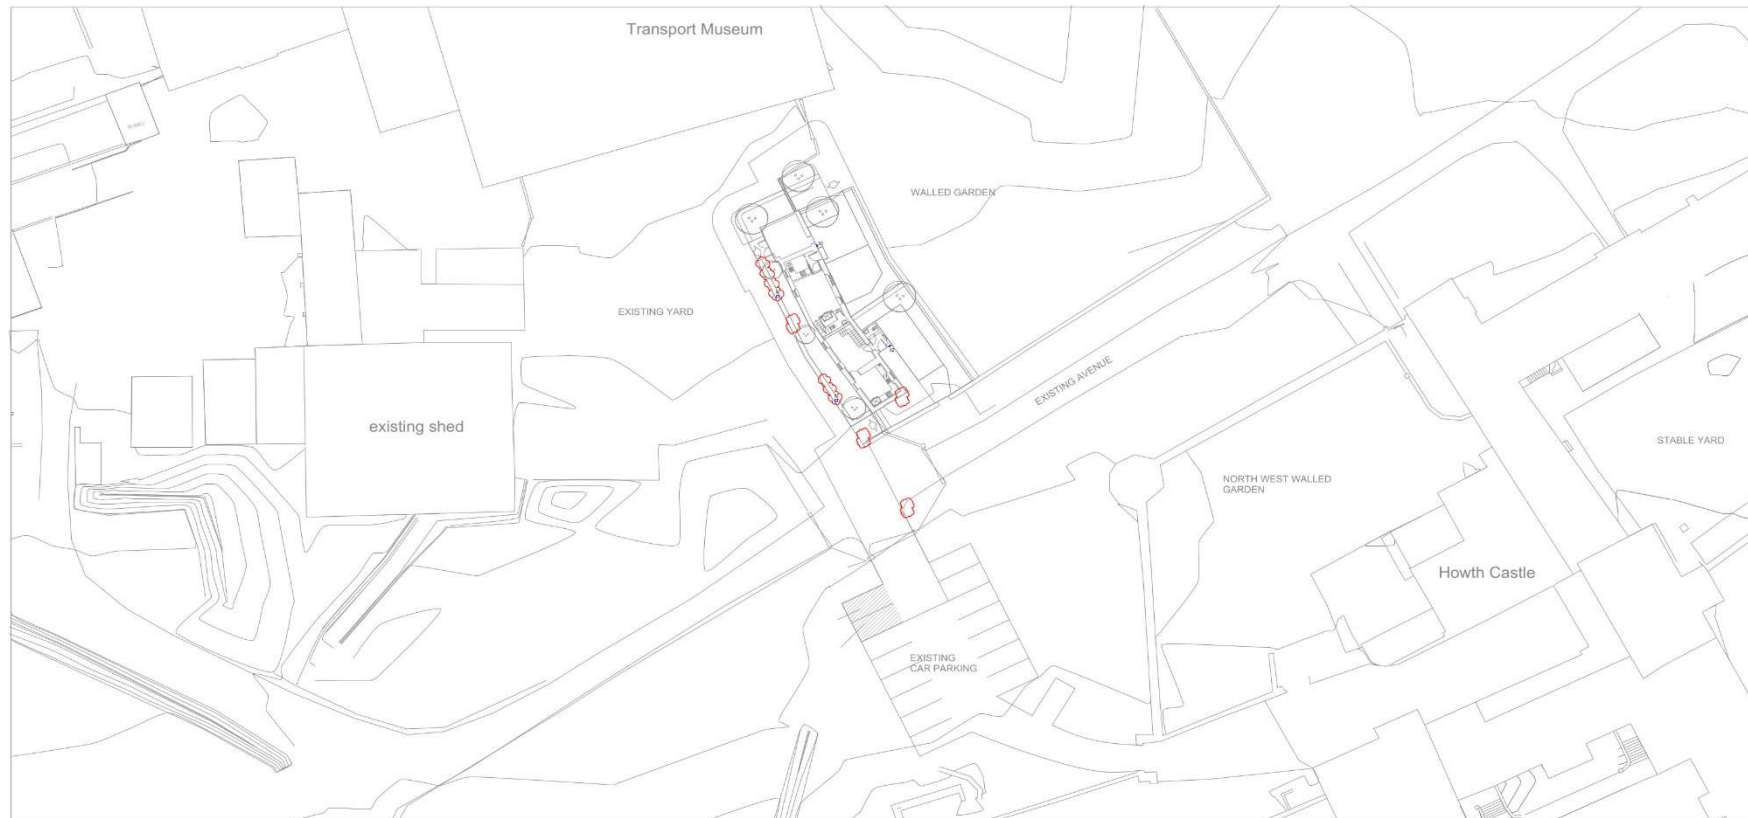 Transport Museum
WALLED GARDEN
EXISTING YARD
EXISTING AVENUE
existing shed
STABLE YARD
NORTH WEST WALLED
GARDEN
Howth Castle
EXISTING
CAR PARKING